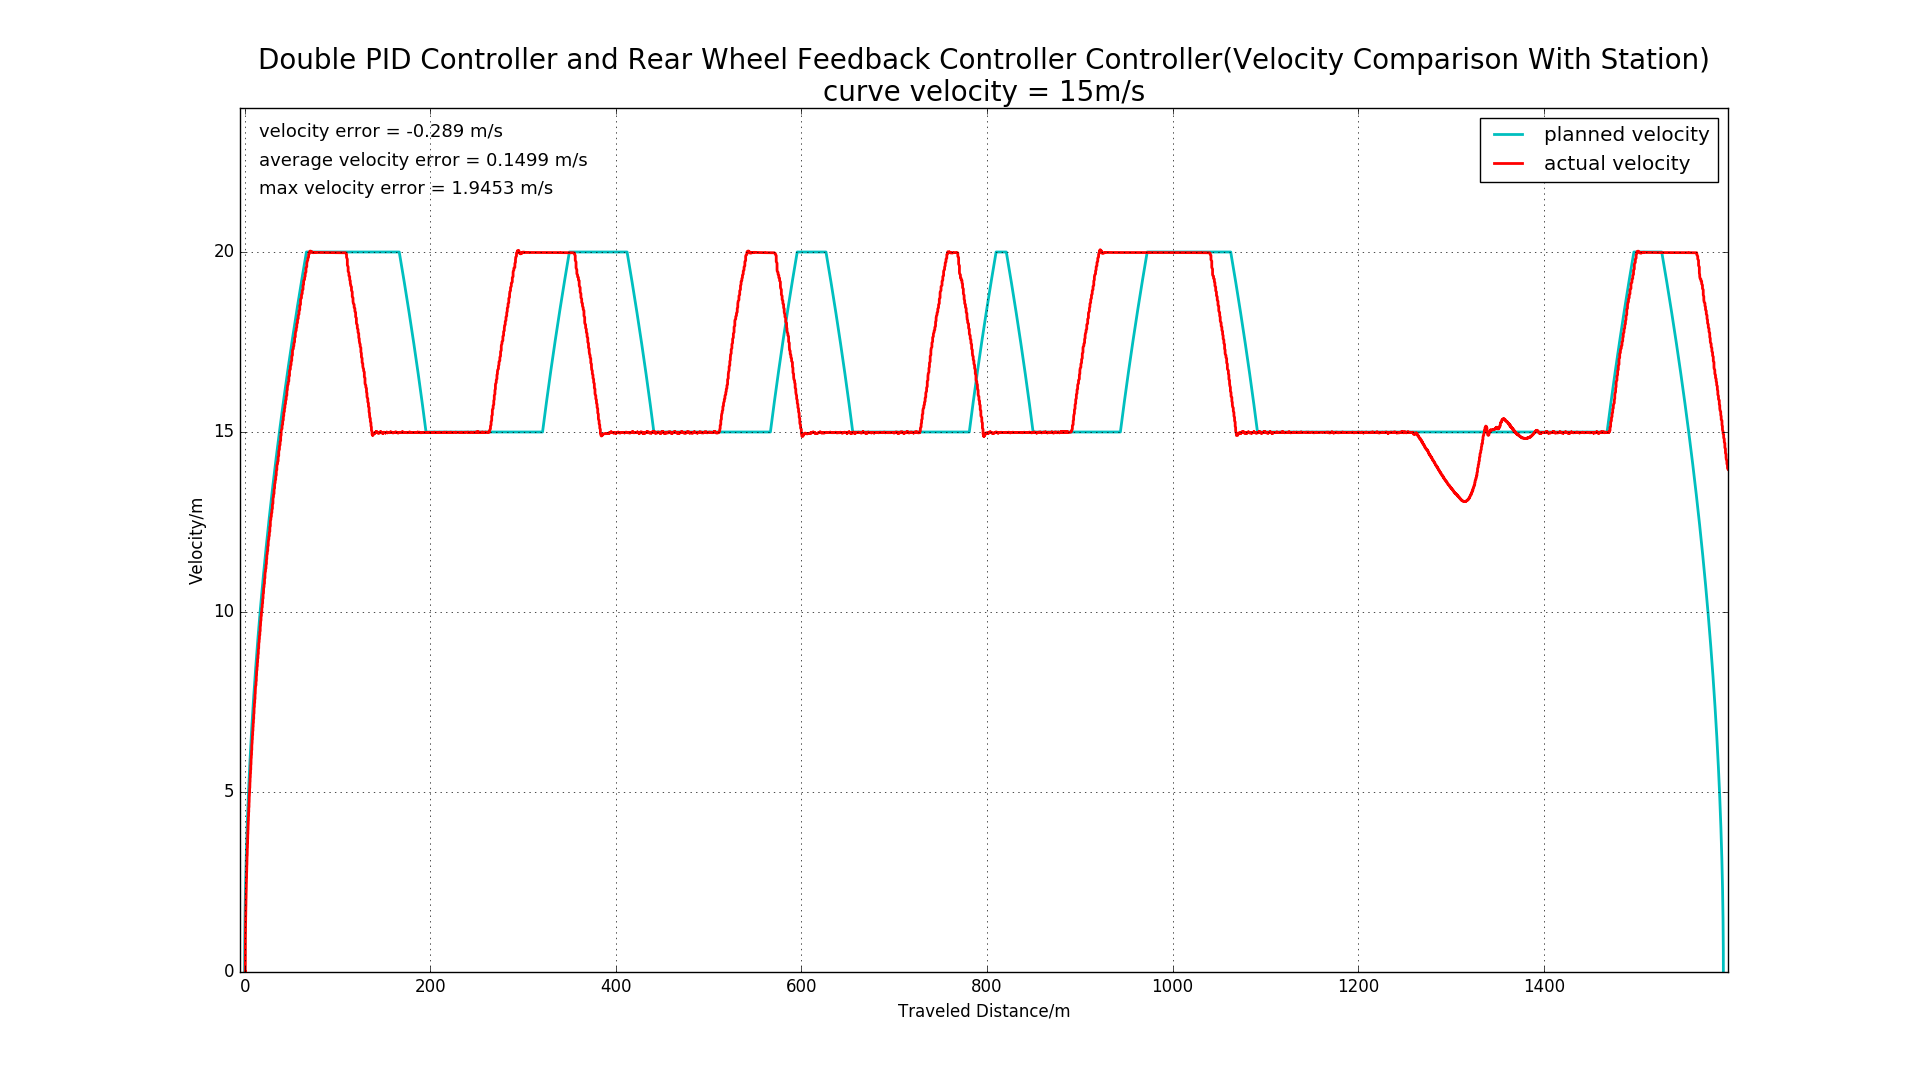 Double PID Controller and Rear Wheel Feedback Controller Controller(Velocity Comparison With Station)
curve velocity = 15m/s
velocity error = -0.289 m/s
average velocity error = 0.1499 m/s
max velocity error = 1.9453 m/s
planned velocity
actual velocity
20
15
10
5
0
Velocity/m
0 200 400 600 800 1000 1200 1400
Traveled Distance/m